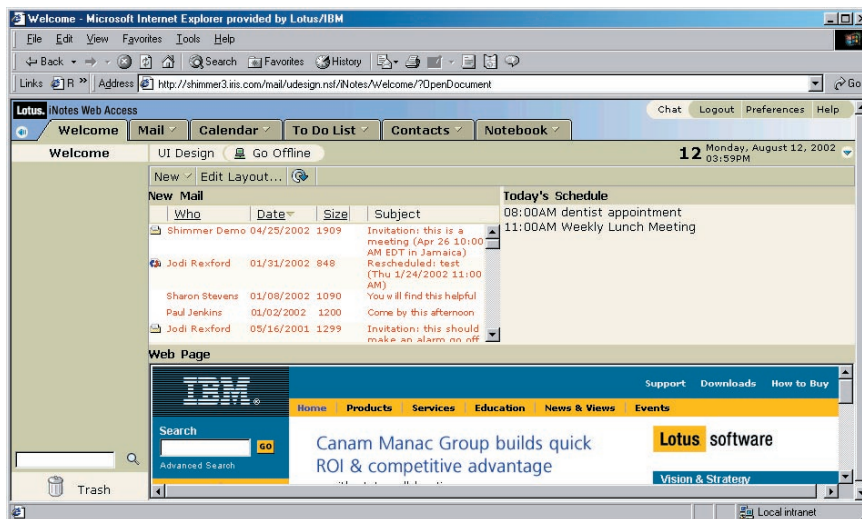 Welcome - Microsoft Internet Explorer provided by Lotus/IBM
File Edit View Favorites Tools Help
Back Search Favorites History
Links R » Address http://shimmer3.iris.com/mail/udesign.nsf/iNotes/Welcome/?OpenDocument Go
Lotus. iNotes Web Access Chat Logout Preferences Help
Welcome Mail Calendar To Do List Contacts Notebook
Welcome UI Design Go Offline 12 Monday, August 12, 2002
03:59PM
New Edit Layout...
New Mail Today's Schedule
Who Date Size Subject 08:00AM dentist appointment
11:00AM Weekly Lunch Meeting
Shimmer Demo 04/25/2002 1909 Invitation: this is a
meeting (Apr 26 10:00
AM EDT in Jamaica)
Jodi Rexford 01/31/2002 848 Rescheduled: test
(Thu 1/24/2002 11:00
AM)
Sharon Stevens 01/08/2002 1090 You will find this helpful
Paul Jenkins 01/02/2002 1200 Come by this afternoon
Jodi Rexford 05/16/2001 1299 Invitation: this should
make an alarm go off
Web Page
IBM® Support Downloads How to Buy
Home Products Services Education News & Views Events
Search
GO
Advanced Search
Canam Manac Group builds quick
ROI & competitive advantage
Lotus software
Vision & Strategy
Trash
Local intranet